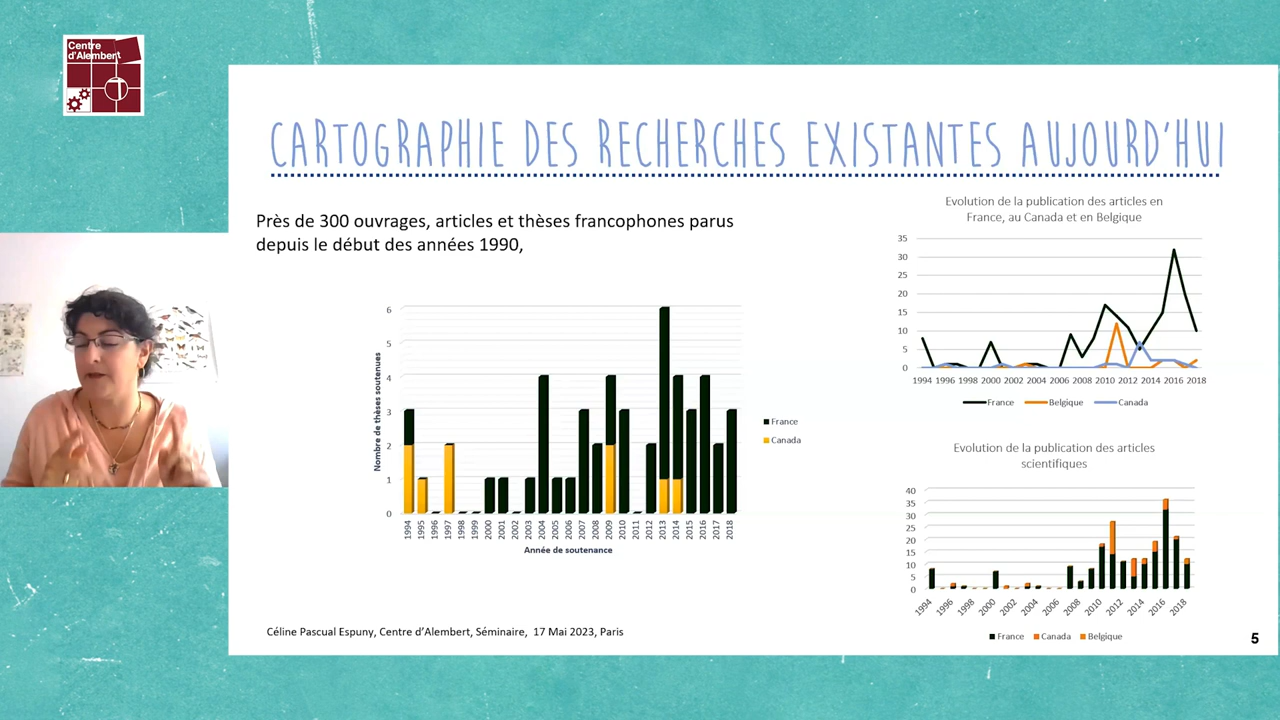 Centre
d'Alembert
CARTOGRAPHIE DES RECHERCHES EXISTANTES AUJOURD'HUI
Près de 300 ouvrages, articles et thèses francophones parus
depuis le début des années 1990,
Nombre de thèses soutenues
6
5
4
3
2
1
0
1994 1995 1996 1997 1998 1999 2000 2001 2002 2003 2004 2005 2006 2007 2008 2009 2010 2011 2012 2013 2014 2015 2016 2017 2018
Année de soutenance
France
Canada
Evolution de la publication des articles en
France, au Canada et en Belgique
35
30
25
20
15
10
5
0
1994 1996 1998 2000 2002 2004 2006 2008 2010 2012 2014 2016 2018
France Belgique Canada
Evolution de la publication des articles
scientifiques
40
35
30
25
20
15
10
5
0
1994 1996 1998 2000 2002 2004 2006 2008 2010 2012 2014 2016 2018
France Canada Belgique
Céline Pascual Espuny, Centre d'Alembert, Séminaire, 17 Mai 2023, Paris
5